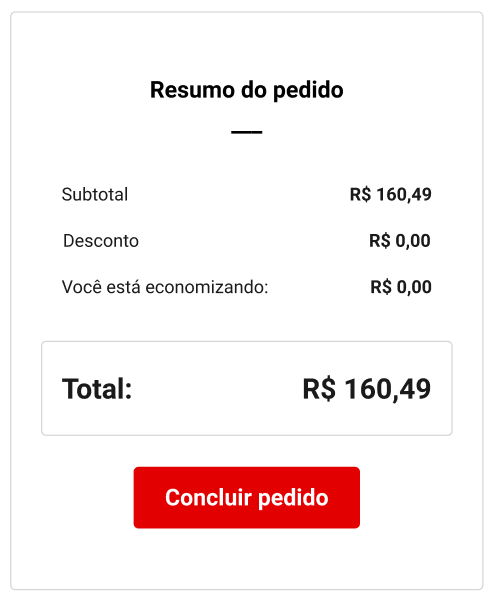 Resumo do pedido
Subtotal R$ 160,49
Desconto R$ 0,00
Você está economizando: R$ 0,00
Total: R$ 160,49
Concluir pedido